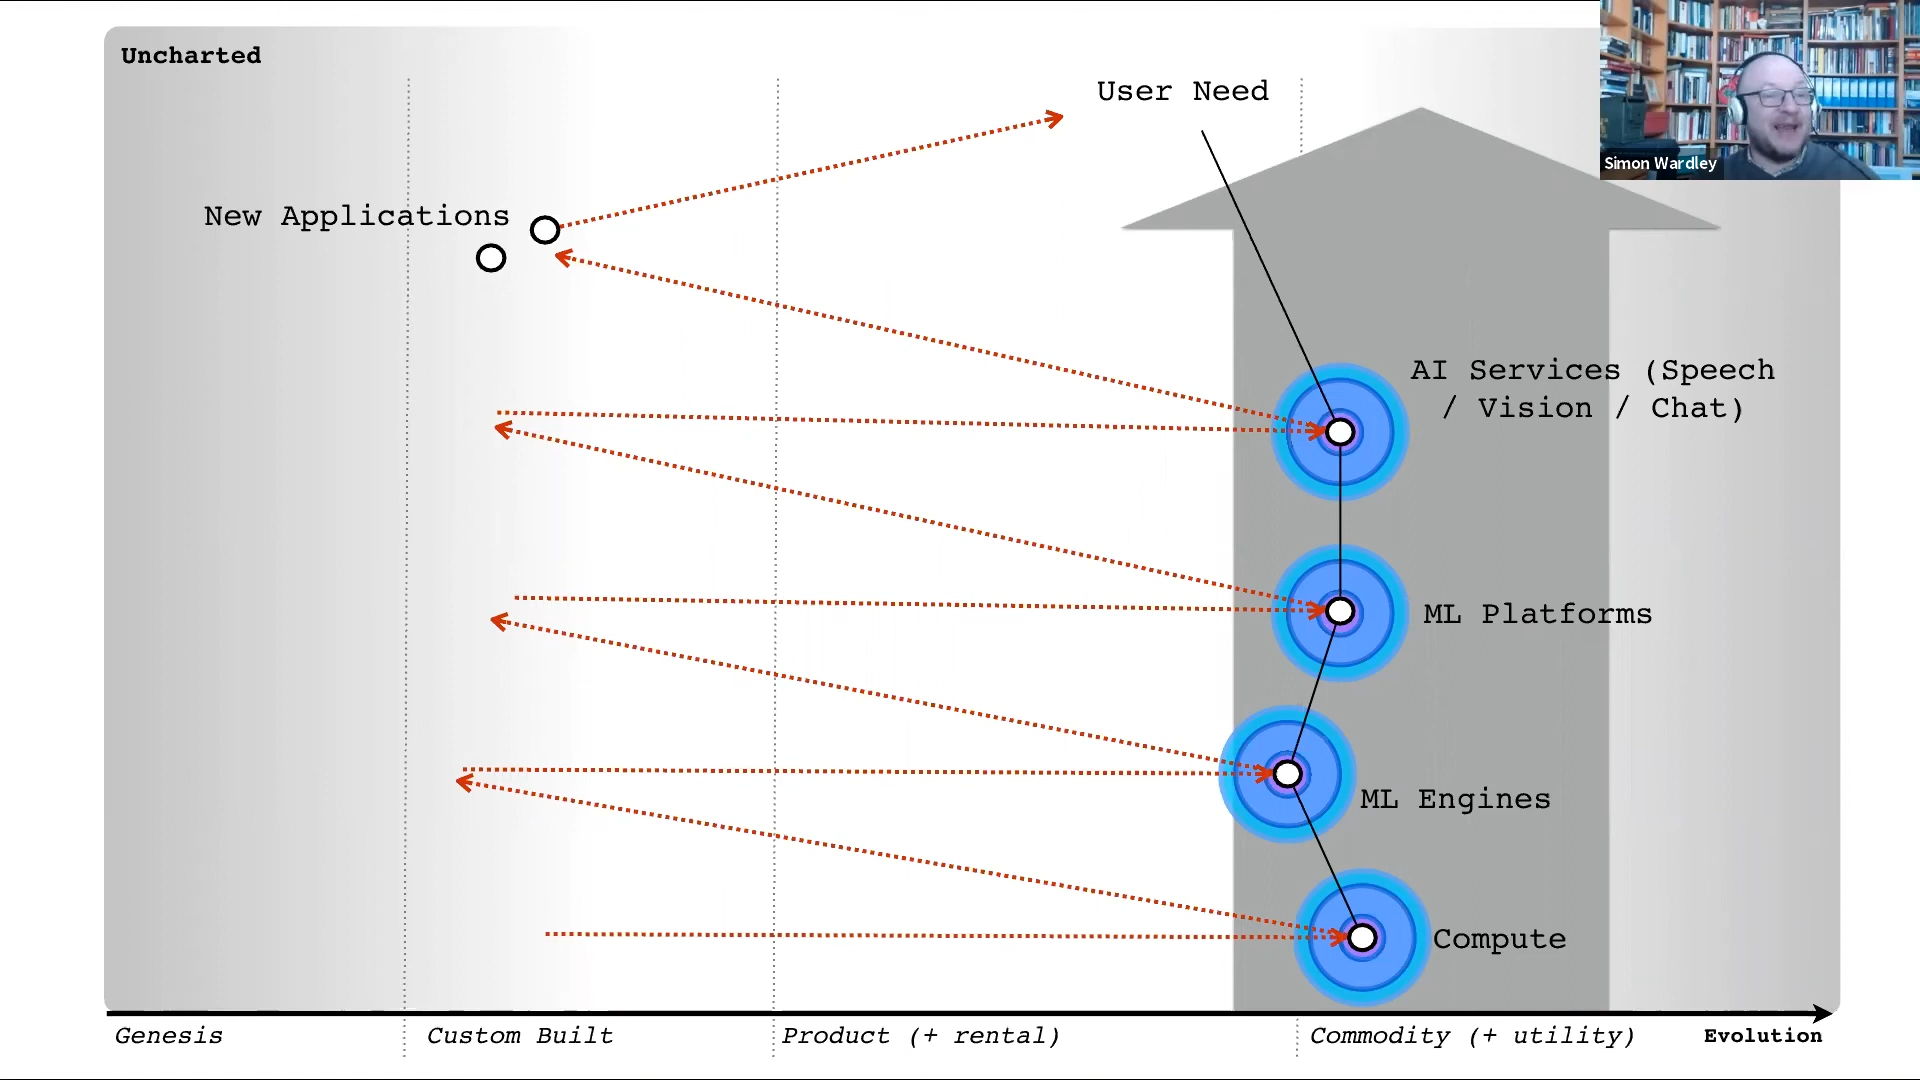 Uncharted
User Need
Simon Wardley
New Applications
AI Services (Speech
/ Vision / Chat)
ML Platforms
ML Engines
Compute
Genesis
Custom Built
Product (+ rental)
Commodity (+ utility)
Evolution